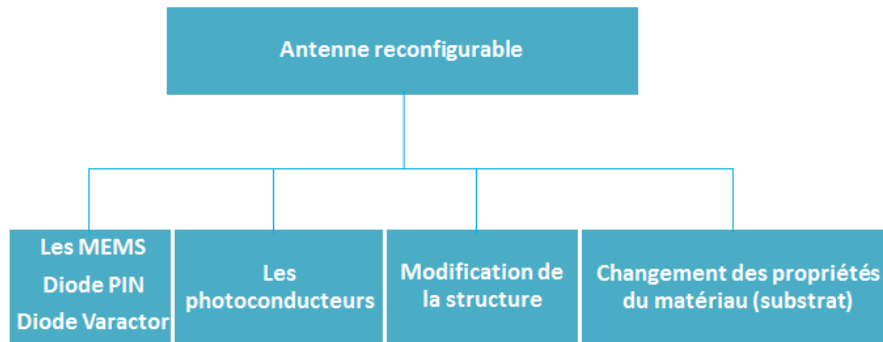 Antenne reconfigurable
Les MEMS
Diode PIN
Diode Varactor
Les
photoconducteurs
Modification de
la structure
Changement des propriétés
du matériau (substrat)